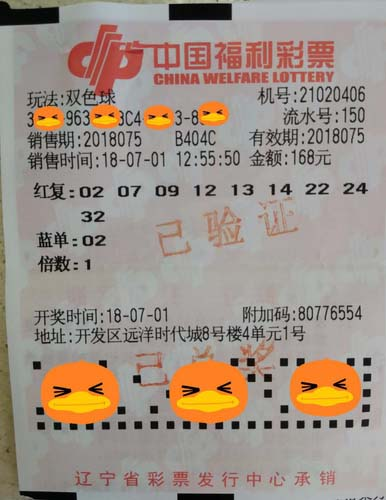 中国福利彩票
CHINA WELFARE LOTTERY
玩法:双色球 机号:21020406
3 963 3C4 3-8 流水号:150
销售期:2018075 B404C 有效期:2018075
销售时间:18-07-01 12:55:50 金额:168元
红复:02 07 09 12 13 14 22 24
32
已验证
蓝单:02
倍数:1
开奖时间:18-07-01 附加码:80776554
地址:开发区远洋时代城8号楼4单元1号
已兑奖
辽宁省彩票发行中心承销